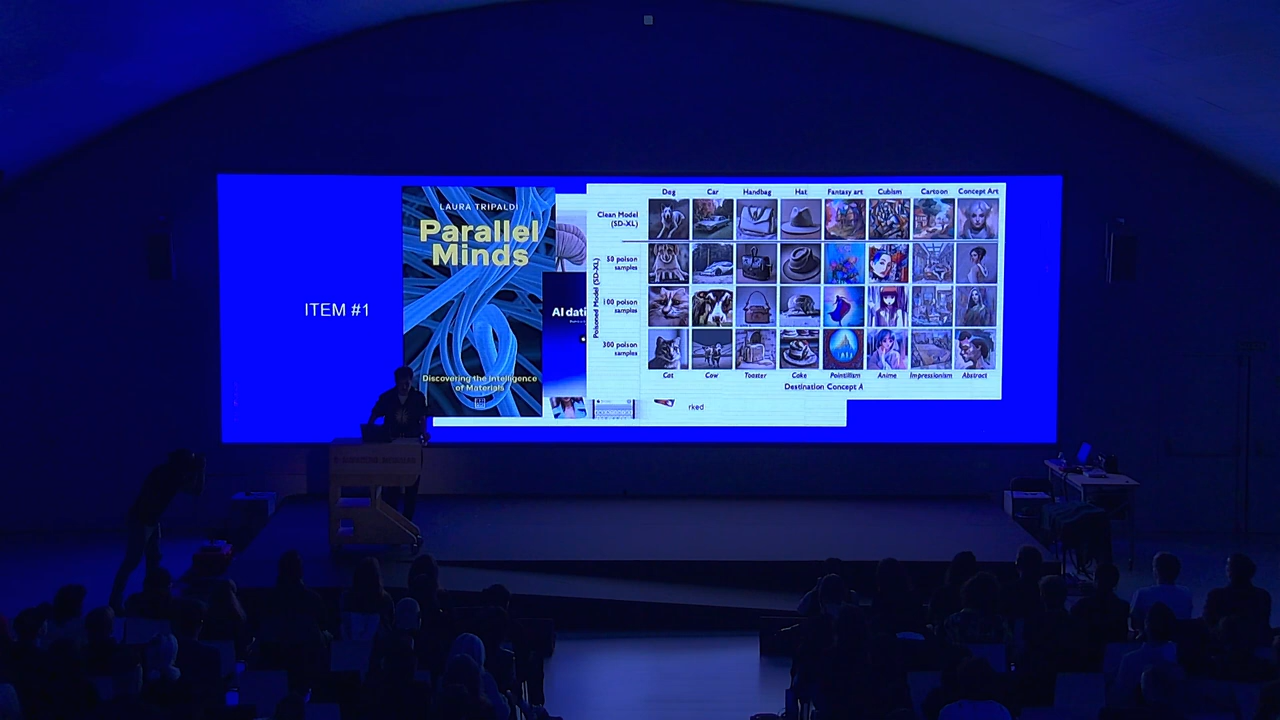 ITEM #1
LAURA TRIPALDI
Parallel
Minds
Discovering the Intelligence
of Materials
AI dati
Dog Car Handbag Hat Fantasy art Cubism Cartoon Concept Art
Clean Model
(SD-XL)
Poisoned Model (SD-XL)
50 poison
samples
100 poison
samples
300 poison
samples
Cat Cow Toaster Cake Pointillism Anime Impressionism Abstract
Destination Concept A
rked